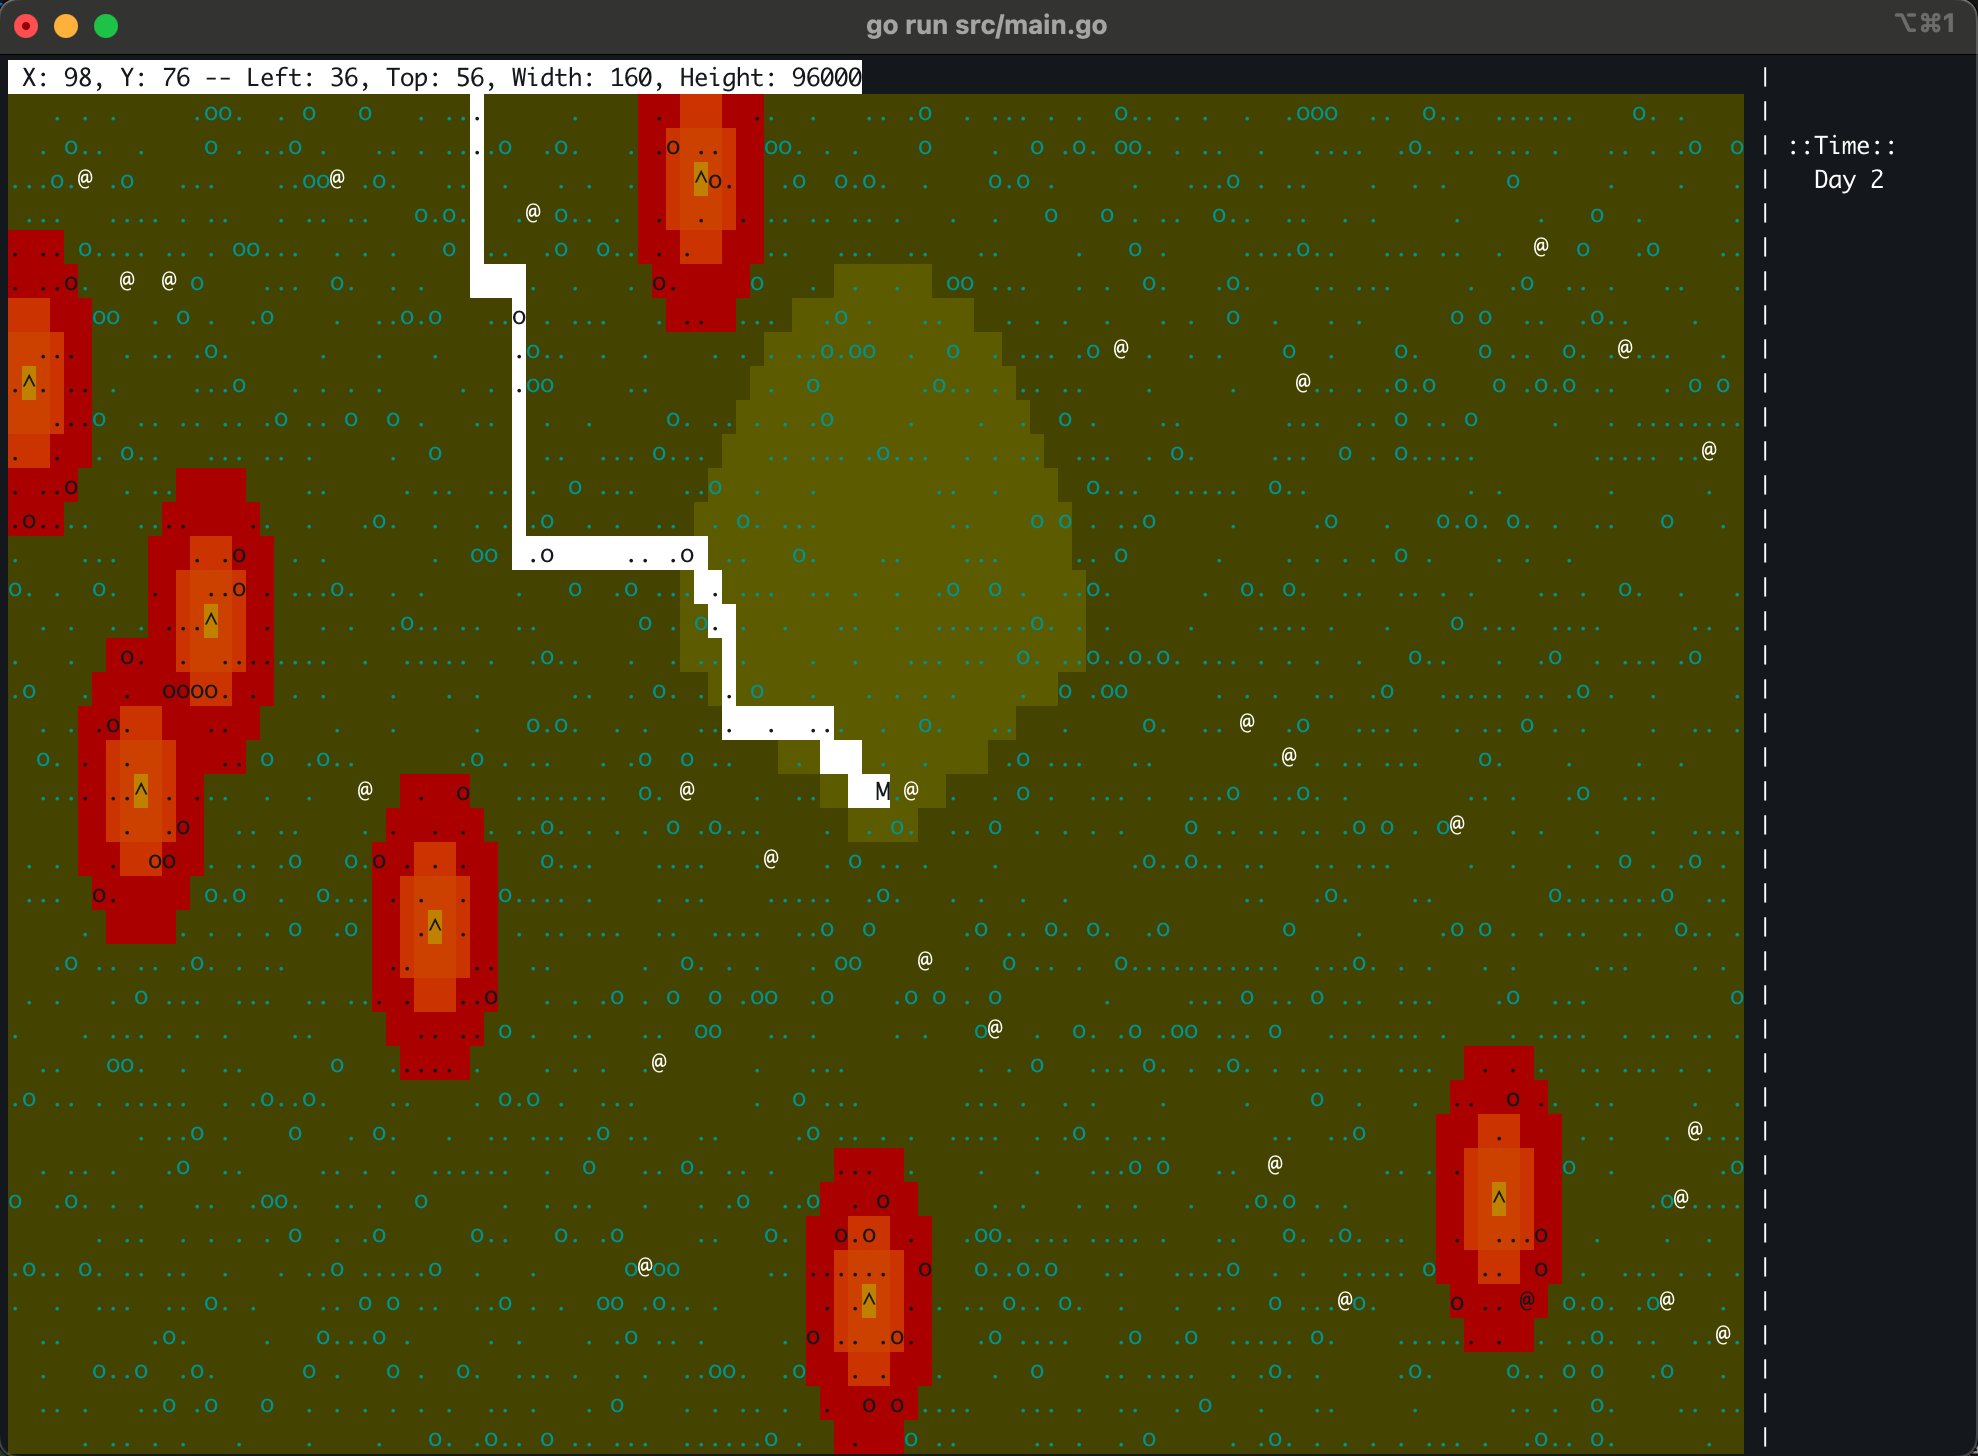 go run src/main.go
⌥⌘1
X: 98, Y: 76 -- Left: 36, Top: 56, Width: 160, Height: 96000
::Time::
Day 2
M